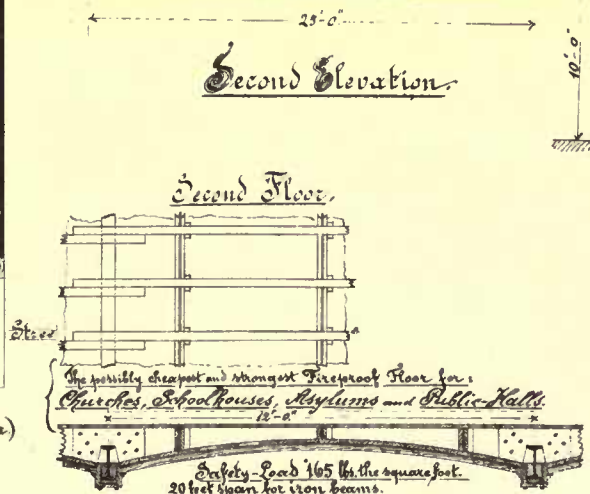 25'-0"
Second Elevation.
10'-0"
Second Floor.
The possibly cheapest and strongest Fireproof Floor for:
Churches, Schoolhouses, Asylums and Public-Halls.
12'-0"
Safety-Load 165 lbs. the square foot.
20 feet span for iron beams.